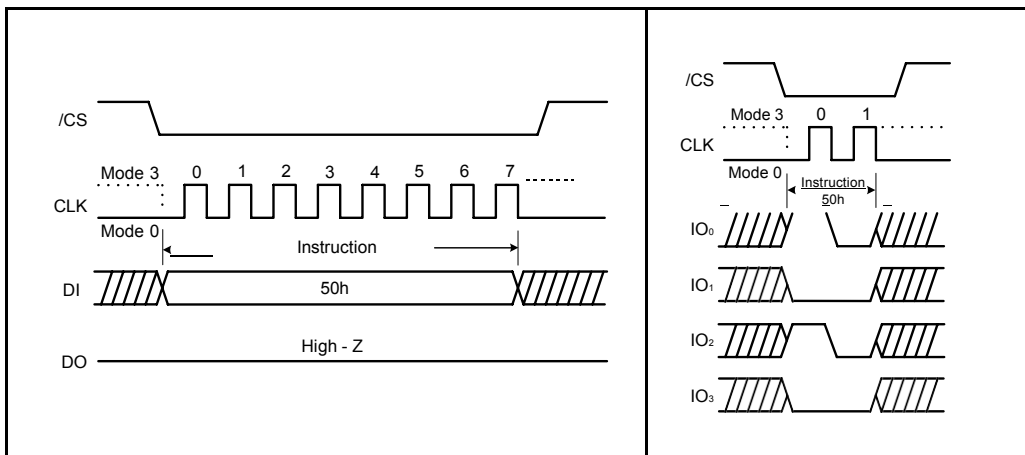 /CS
Mode 3 0 1 2 3 4 5 6 7
CLK
Mode 0
Instruction
DI 50h
High - Z
DO
/CS
Mode 3 0 1
CLK
Mode 0
Instruction
50h
IO₀
IO₁
IO₂
IO₃